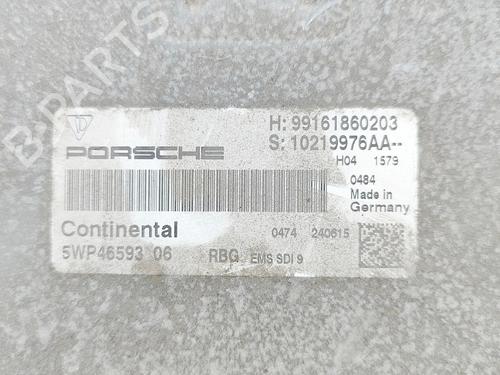 B-PARTS
H: 99161860203
PORSCHE
S: 10219976AA--
H04 1579
0484
Made in
Germany
Continental
0474 240615
5WP46593 06 RBG EMS SDI 9
B-PARTS